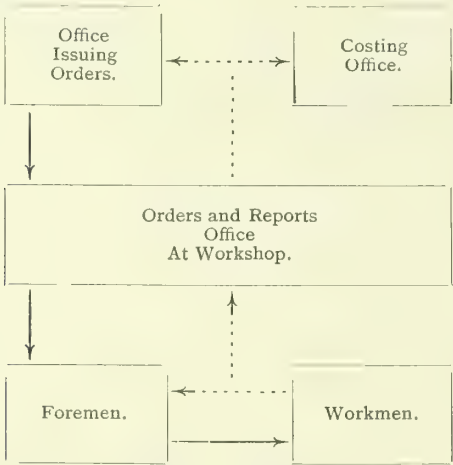 Office
Issuing
Orders.
Costing
Office.
Orders and Reports
Office
At Workshop.
Foremen.
Workmen.